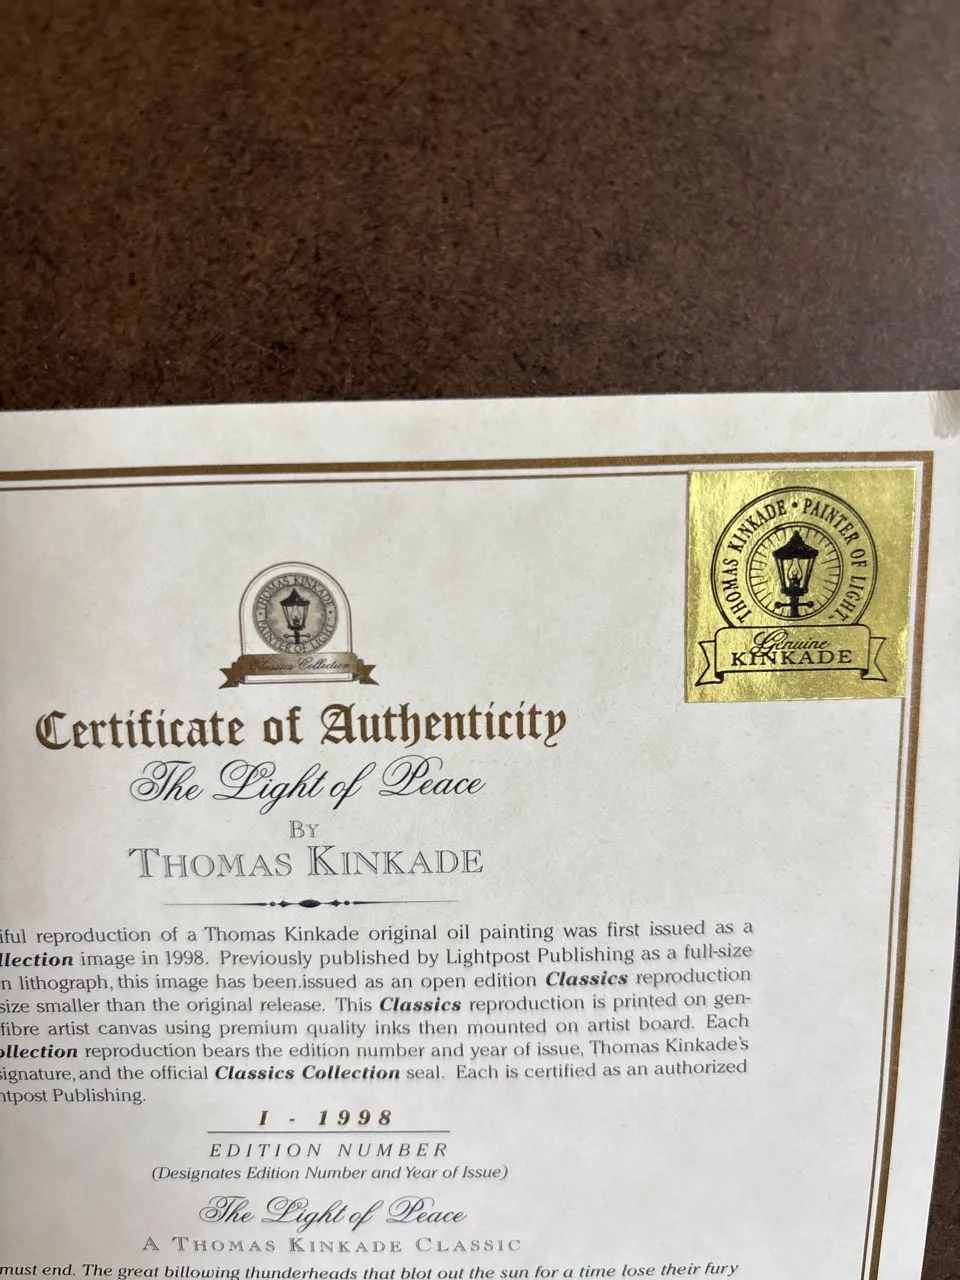 THOMAS KINKADE • PAINTER OF LIGHT™
Genuine
KINKADE
THOMAS KINKADE
PAINTER OF LIGHT
Classics Collection
Certificate of Authenticity
The Light of Peace
BY
THOMAS KINKADE
iful reproduction of a Thomas Kinkade original oil painting was first issued as a
llection image in 1998. Previously published by Lightpost Publishing as a full-size
n lithograph, this image has been.issued as an open edition Classics reproduction
size smaller than the original release. This Classics reproduction is printed on gen-
fibre artist canvas using premium quality inks then mounted on artist board. Each
ollection reproduction bears the edition number and year of issue, Thomas Kinkade's
signature, and the official Classics Collection seal. Each is certified as an authorized
htpost Publishing.
I - 1998
EDITION NUMBER
(Designates Edition Number and Year of Issue)
The Light of Peace
A THOMAS KINKADE CLASSIC
must end. The great billowing thunderheads that blot out the sun for a time lose their fury